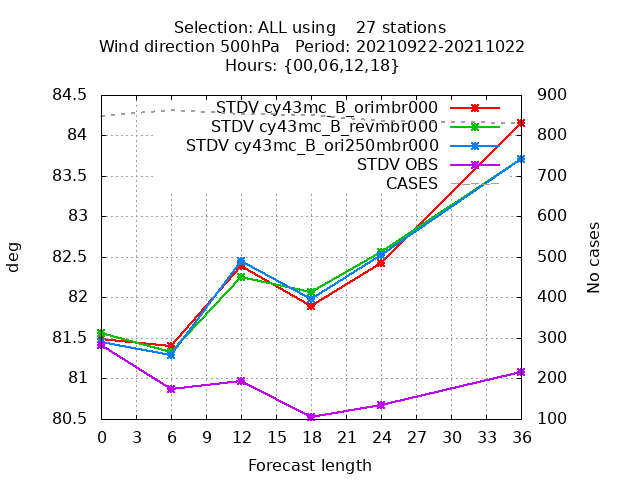 Selection: ALL using    27 stations
Wind direction 500hPa   Period: 20210922-20211022
Hours: {00,06,12,18}
STDV cy43mc_B_orimbr000
STDV cy43mc_B_revmbr000
STDV cy43mc_B_ori250mbr000
STDV OBS
CASES
84.5
84
83.5
83
82.5
82
81.5
81
80.5
deg
900
800
700
600
500
400
300
200
100
No cases
0 3 6 9 12 15 18 21 24 27 30 33 36
Forecast length